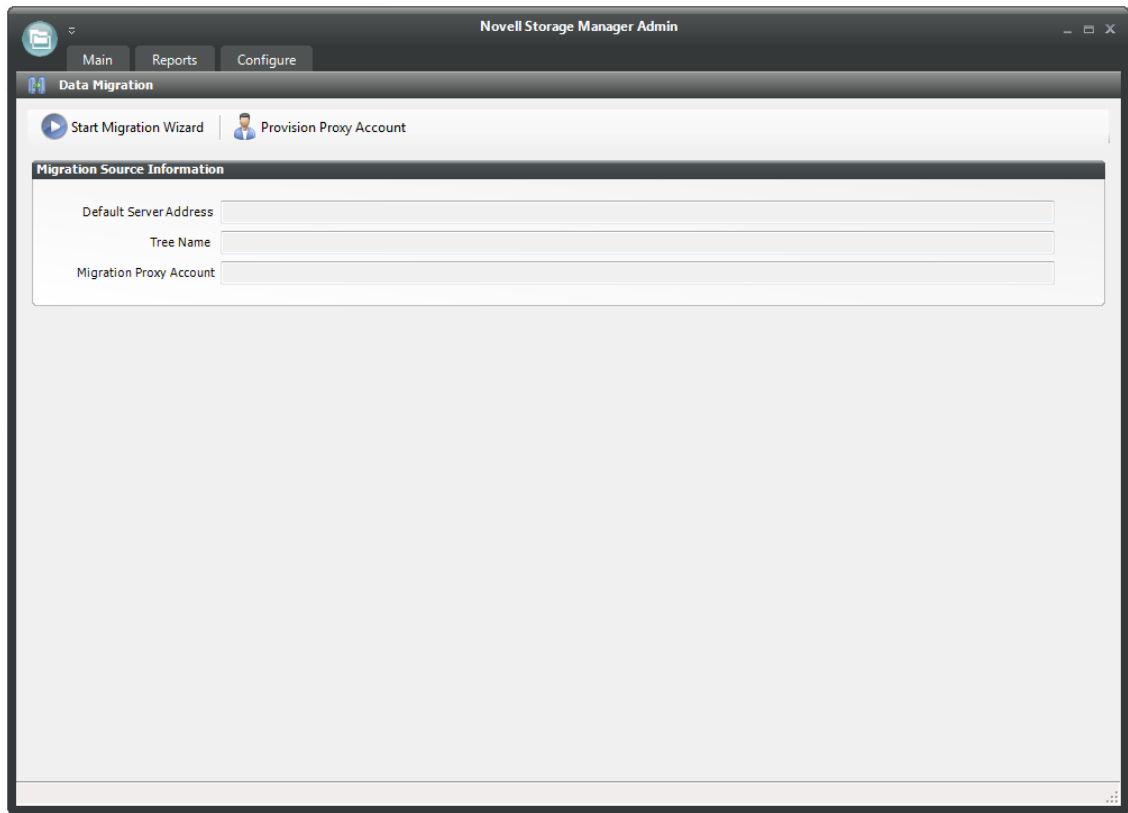 Novell Storage Manager Admin
Main Reports Configure
Data Migration
Start Migration Wizard Provision Proxy Account
Migration Source Information
Default Server Address
Tree Name
Migration Proxy Account